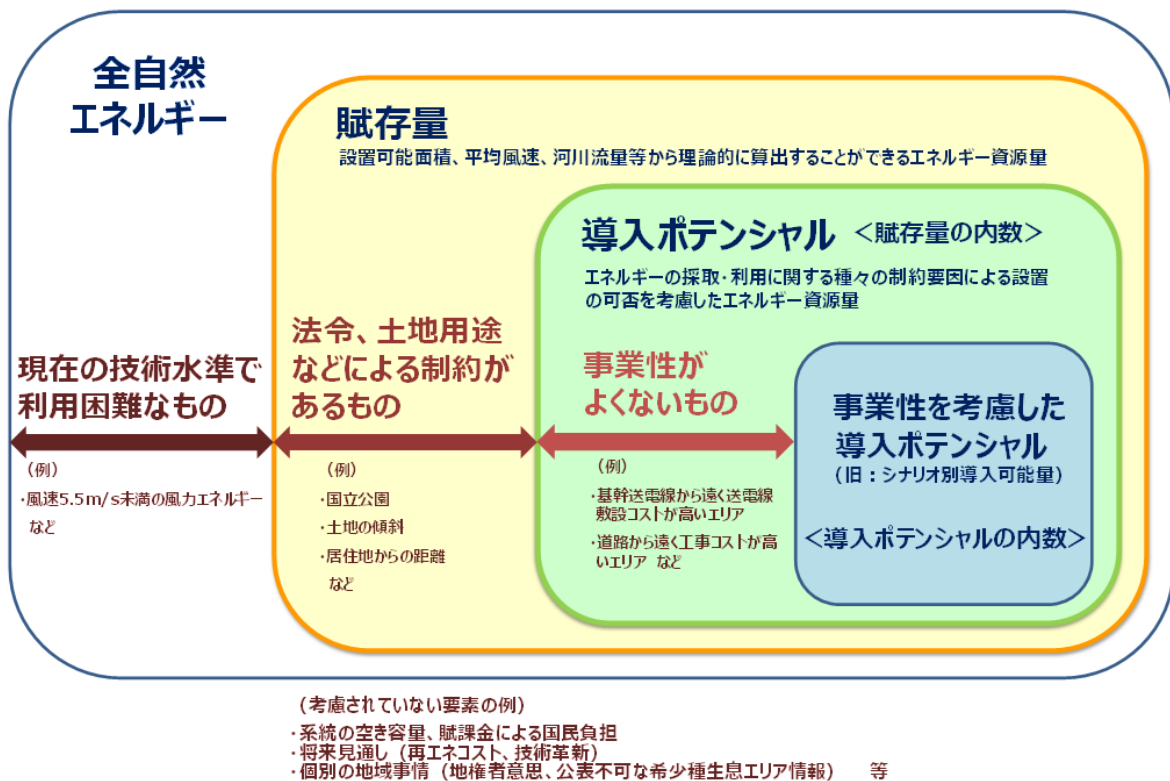 全自然
エネルギー
賦存量
設置可能面積、平均風速、河川流量等から理論的に算出することができるエネルギー資源量
導入ポテンシャル <賦存量の内数>
エネルギーの採取・利用に関する種々の制約要因による設置
の可否を考慮したエネルギー資源量
現在の技術水準で
利用困難なもの
(例)
・風速5.5m/s未満の風力エネルギー
など
法令、土地用途
などによる制約が
あるもの
(例)
・国立公園
・土地の傾斜
・居住地からの距離
など
事業性が
よくないもの
(例)
・基幹送電線から遠く送電線
敷設コストが高いエリア
・道路から遠く工事コストが高
いエリア など
事業性を考慮した
導入ポテンシャル
(旧:シナリオ別導入可能量)
<導入ポテンシャルの内数>
(考慮されていない要素の例)
・系統の空き容量、賦課金による国民負担
・将来見通し(再エネコスト、技術革新)
・個別の地域事情(地権者意思、公表不可な希少種生息エリア情報) 等